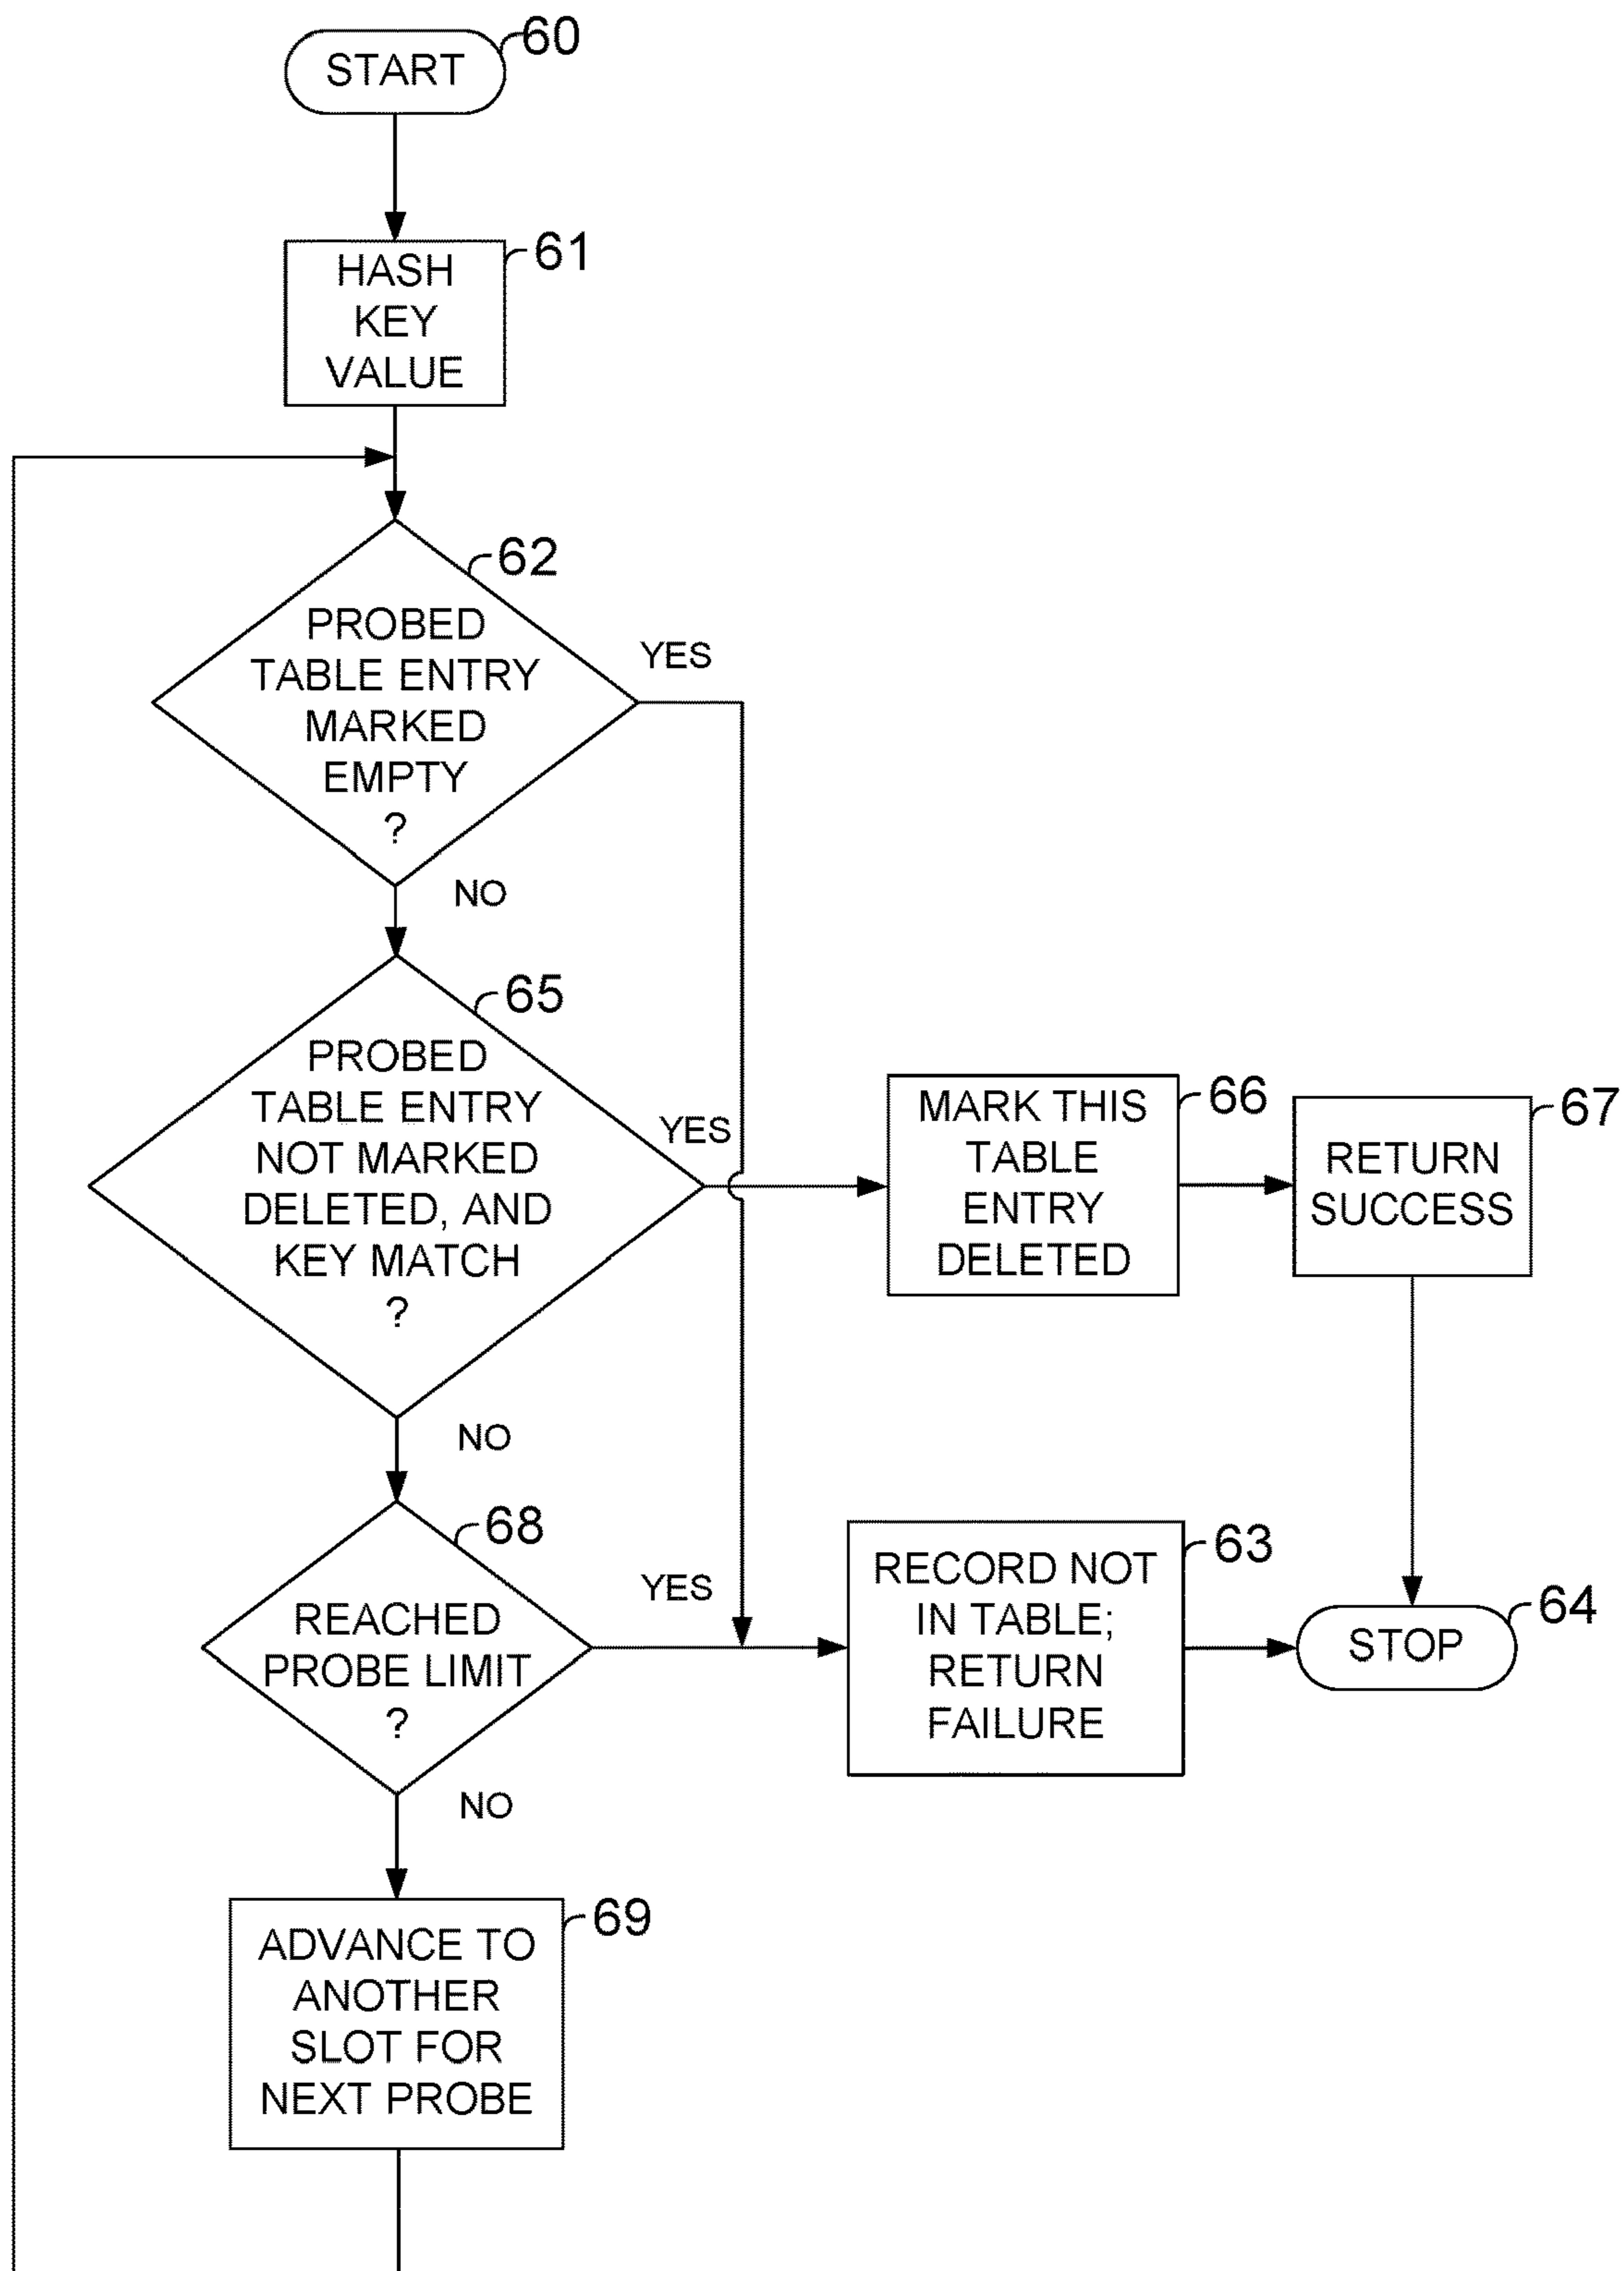 60
START
61
HASH
KEY
VALUE
62
PROBED
TABLE ENTRY
MARKED
EMPTY
?
YES
NO
65
PROBED
TABLE ENTRY
NOT MARKED
DELETED, AND
KEY MATCH
?
YES
NO
66
MARK THIS
TABLE
ENTRY
DELETED
67
RETURN
SUCCESS
68
REACHED
PROBE LIMIT
?
YES
NO
63
RECORD NOT
IN TABLE;
RETURN
FAILURE
64
STOP
69
ADVANCE TO
ANOTHER
SLOT FOR
NEXT PROBE